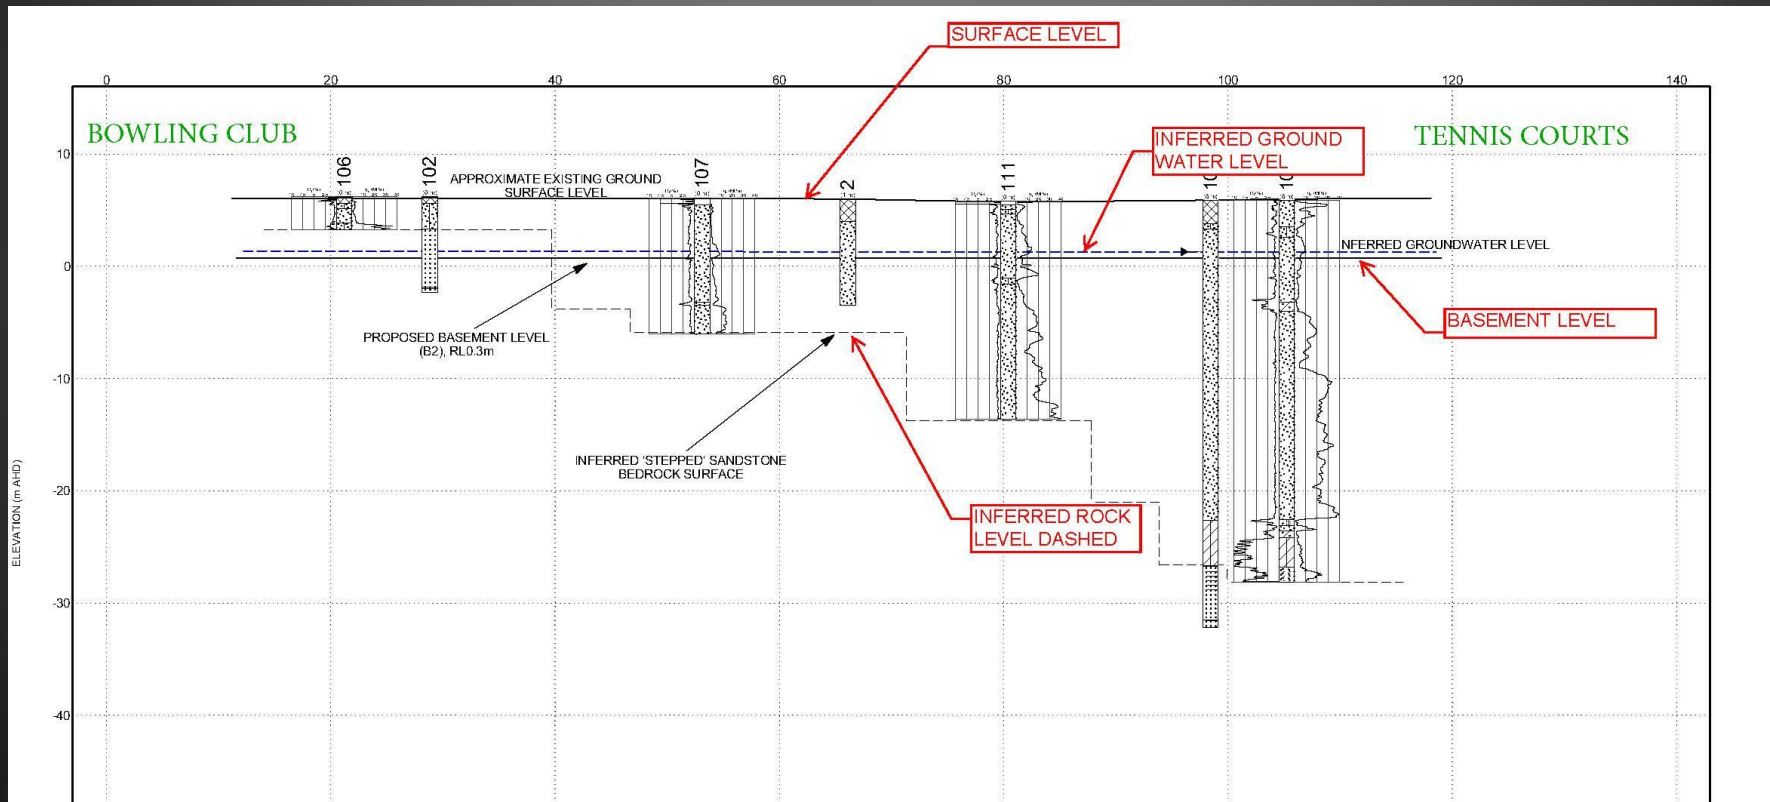 SURFACE LEVEL
0 20 40 60 80 100 120 140
BOWLING CLUB
TENNIS COURTS
INFERRED GROUND
WATER LEVEL
10
106
102
APPROXIMATE EXISTING GROUND
SURFACE LEVEL
107
2
111
10
10
NFERRED GROUNDWATER LEVEL
0
PROPOSED BASEMENT LEVEL
(B2), RL0.3m
BASEMENT LEVEL
-10
INFERRED 'STEPPED' SANDSTONE
BEDROCK SURFACE
ELEVATION (m AHD)
-20
INFERRED ROCK
LEVEL DASHED
-30
-40